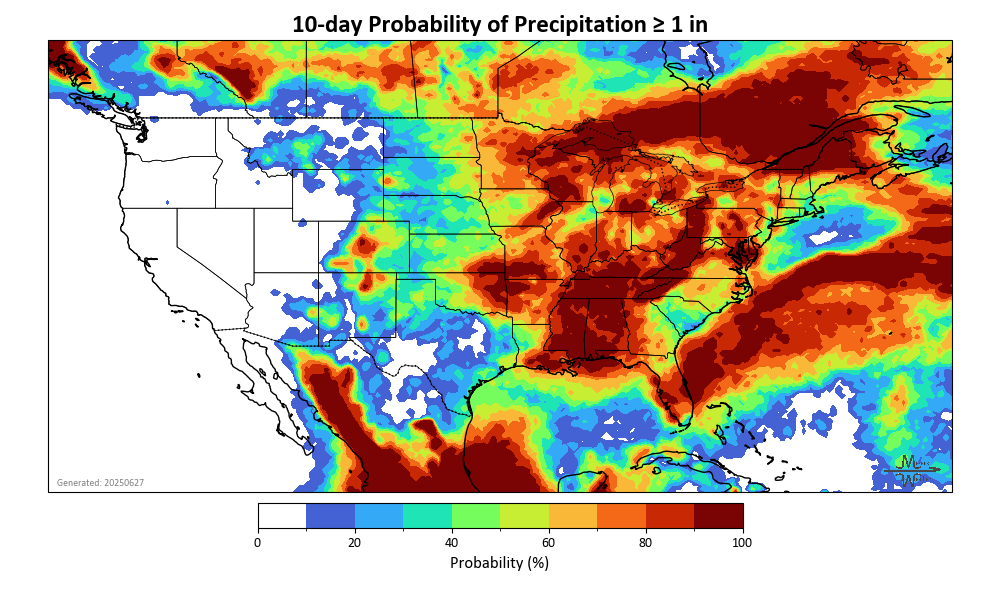 10-day Probability of Precipitation ≥ 1 in
Generated: 20250627
0 20 40 60 80 100
Probability (%)